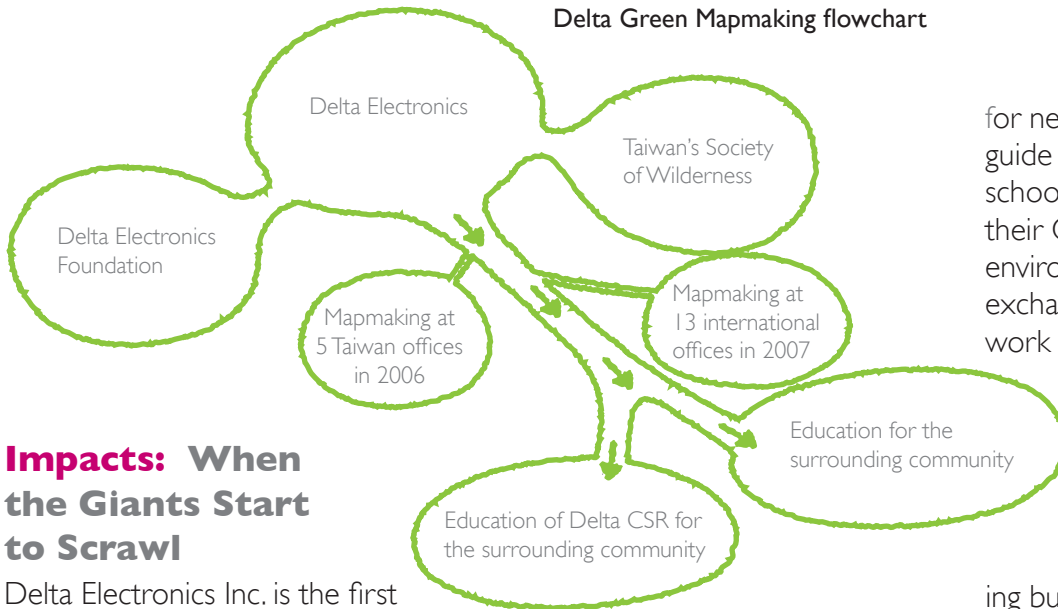 Delta Green Mapmaking flowchart
Delta Electronics
Taiwan's Society
of Wilderness
Delta Electronics
Foundation
Mapmaking at
5 Taiwan offices
in 2006
Mapmaking at
13 international
offices in 2007
Education for the
surrounding community
Education of Delta CSR for
the surrounding community
Impacts: When
the Giants Start
to Scrawl
Delta Electronics Inc. is the first
for ne
guide
schoo
their
enviro
excha
work
ing bu